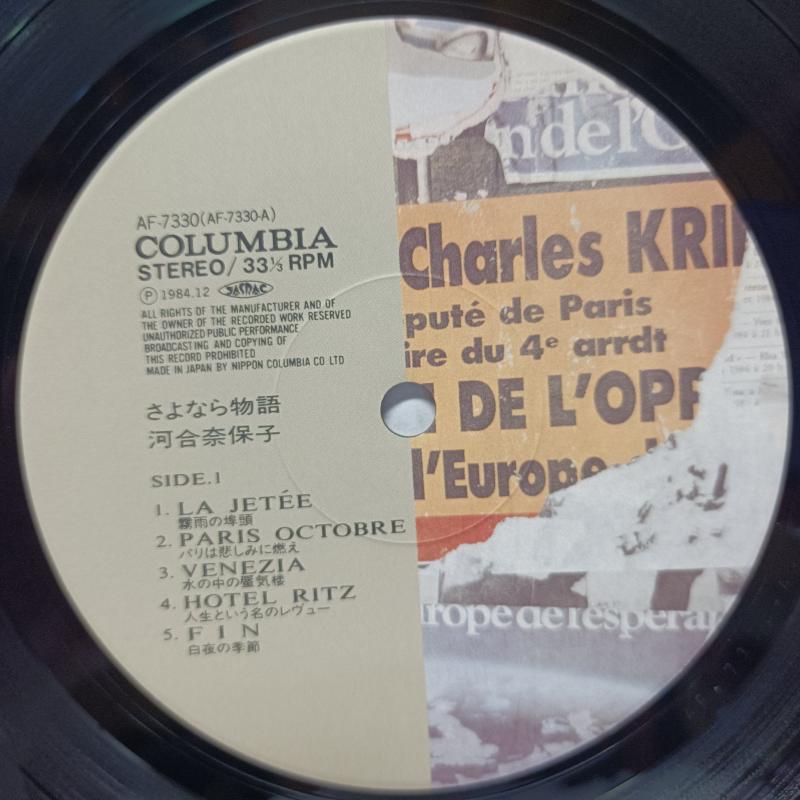 AF-7330(AF-7330-A)
COLUMBIA
STEREO/33⅓ RPM
Ⓟ1984.12 JASRAC
ALL RIGHTS OF THE MANUFACTURER AND OF
THE OWNER OF THE RECORDED WORK RESERVED
UNAUTHORIZED PUBLIC PERFORMANCE
BROADCASTING AND COPYING OF
THIS RECORD PROHIBITED
MADE IN JAPAN BY NIPPON COLUMBIA CO LTD
さよなら物語
河合奈保子
SIDE.1
1. LA JETÉE
霧雨の埠頭
2. PARIS OCTOBRE
パリは悲しみに燃え
3. VENEZIA
水の中の蜃気楼
4. HOTEL RITZ
人生という名のレヴュー
5. FIN
白夜の季節
n de l'C
Charles KRI
puté de Paris
ire du 4e arrdt
DE L'OPP
l'Europe
rope de l'espéra